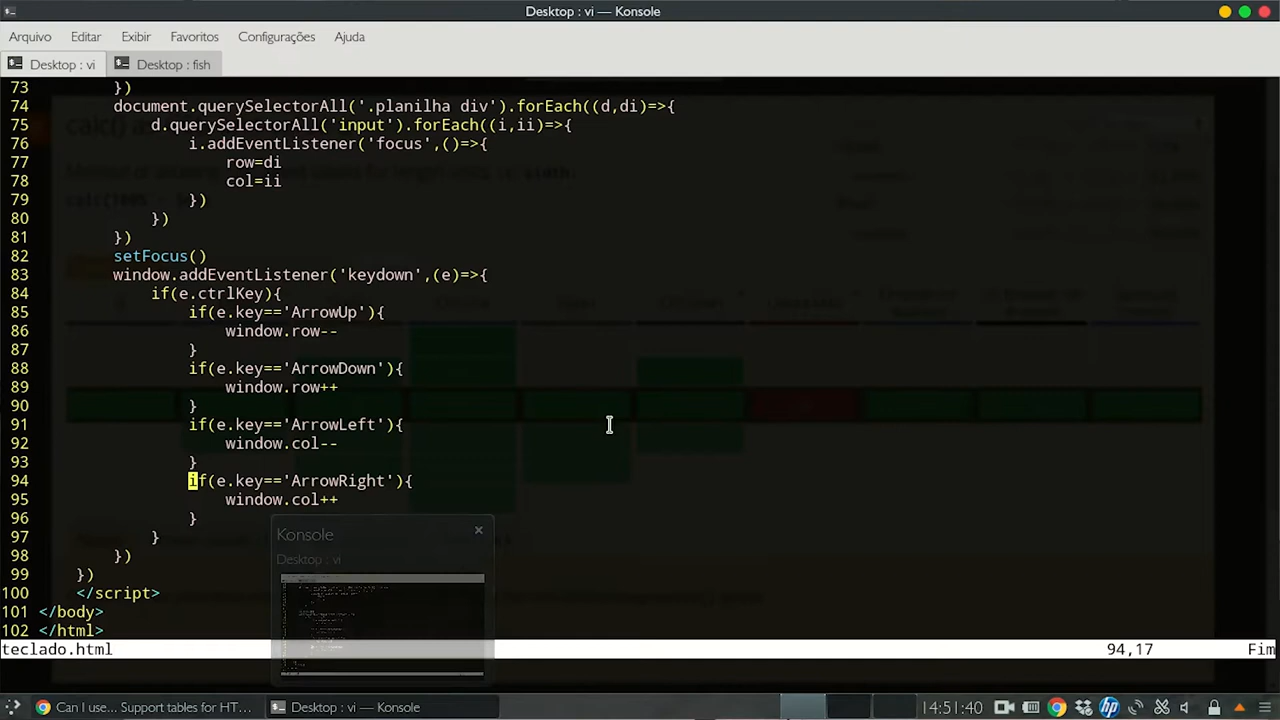 Desktop : vi — Konsole
Arquivo Editar Exibir Favoritos Configurações Ajuda
Desktop : vi Desktop : fish
73 })
74 document.querySelectorAll('.planilha div').forEach((d,di)=>{
75 d.querySelectorAll('input').forEach((i,ii)=>{
76 i.addEventListener('focus',()=>{
77 row=di
78 col=ii
79 })
80 })
81 })
82 setFocus()
83 window.addEventListener('keydown',(e)=>{
84 if(e.ctrlKey){
85 if(e.key=='ArrowUp'){
86 window.row--
87 }
88 if(e.key=='ArrowDown'){
89 window.row++
90 }
91 if(e.key=='ArrowLeft'){
92 window.col--
93 }
94 if(e.key=='ArrowRight'){
95 window.col++
96 }
97 }
98 })
99 })
100 </script>
101 </body>
102 </html>
Konsole
Desktop : vi
teclado.html 94,17 Fim
Can I use... Support tables for HT... Desktop : vi — Konsole 14:51:40